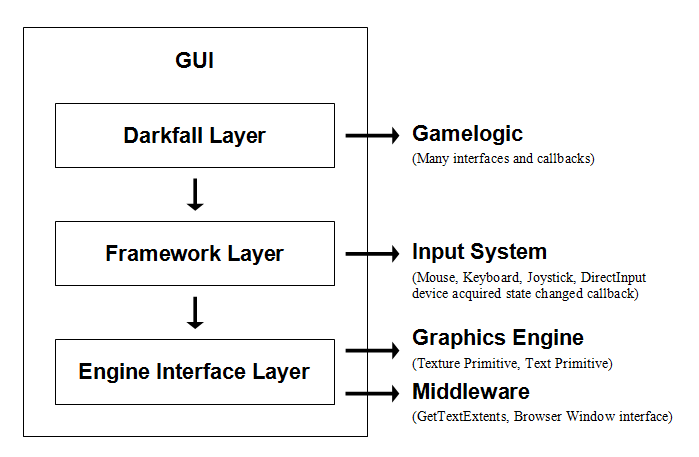 GUI
Darkfall Layer
Gamelogic
(Many interfaces and callbacks)
Framework Layer
Input System
(Mouse, Keyboard, Joystick, DirectInput
device acquired state changed callback)
Engine Interface Layer
Graphics Engine
(Texture Primitive, Text Primitive)
Middleware
(GetTextExtents, Browser Window interface)